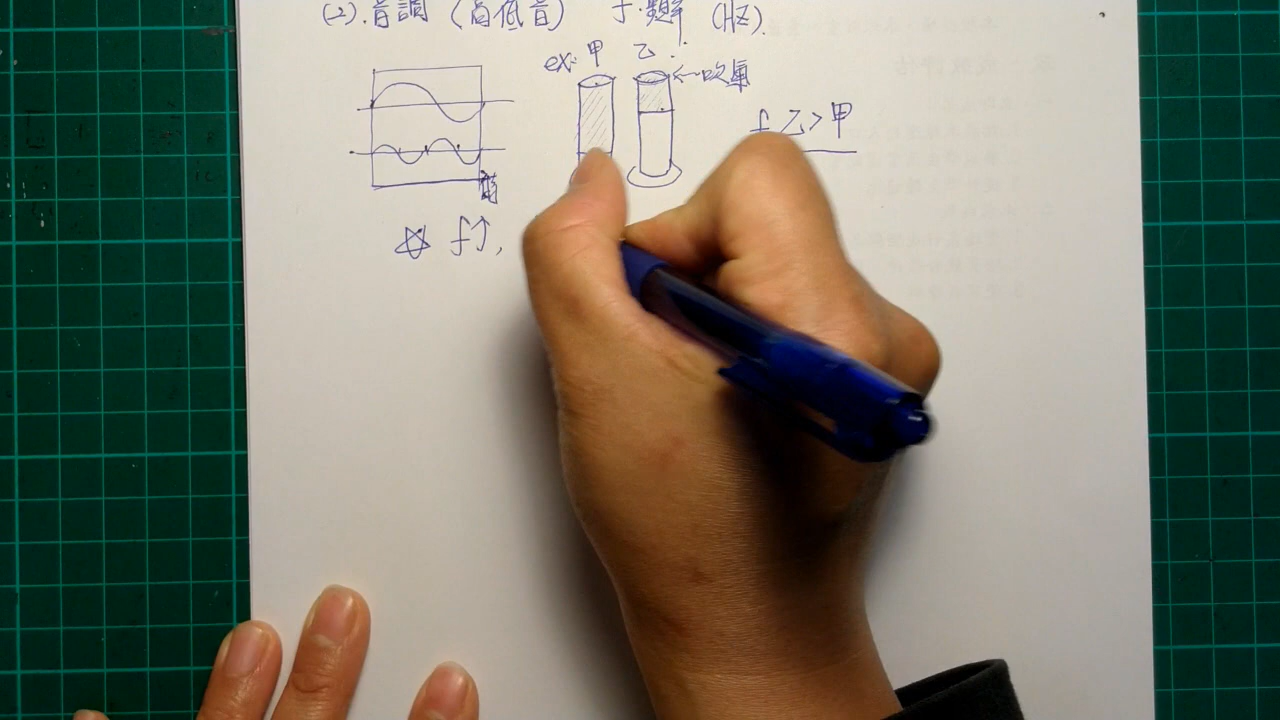 (2).音調 (高低音) f.頻率 (HZ).
ex: 甲 乙
←吹氣
f 乙>甲
☆ f↑,